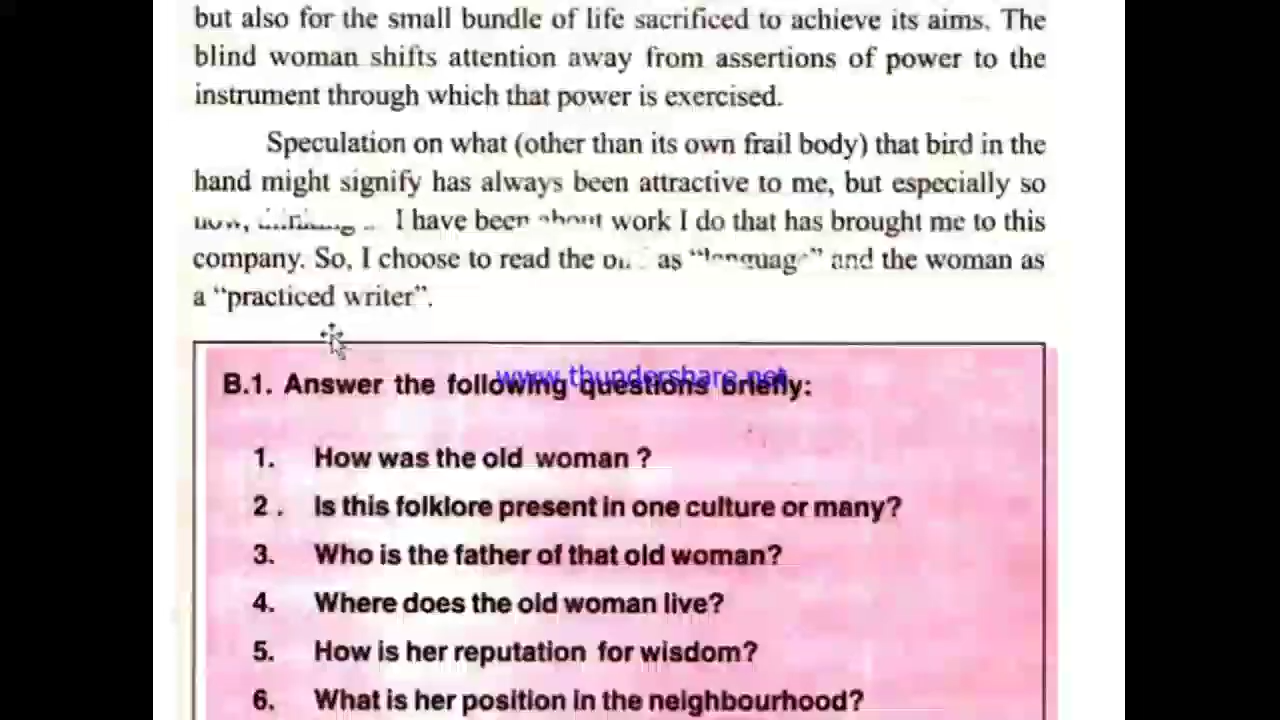 but also for the small bundle of life sacrificed to achieve its aims. The
blind woman shifts attention away from assertions of power to the
instrument through which that power is exercised.
Speculation on what (other than its own frail body) that bird in the
hand might signify has always been attractive to me, but especially so
I have been about work I do that has brought me to this
company. So, I choose to read the as "language" and the woman as
a "practiced writer".
B.1. Answer the following questions briefly:
www.thundershare.net
1. How was the old woman ?
2 . Is this folklore present in one culture or many?
3. Who is the father of that old woman?
4. Where does the old woman live?
5. How is her reputation for wisdom?
6. What is her position in the neighbourhood?